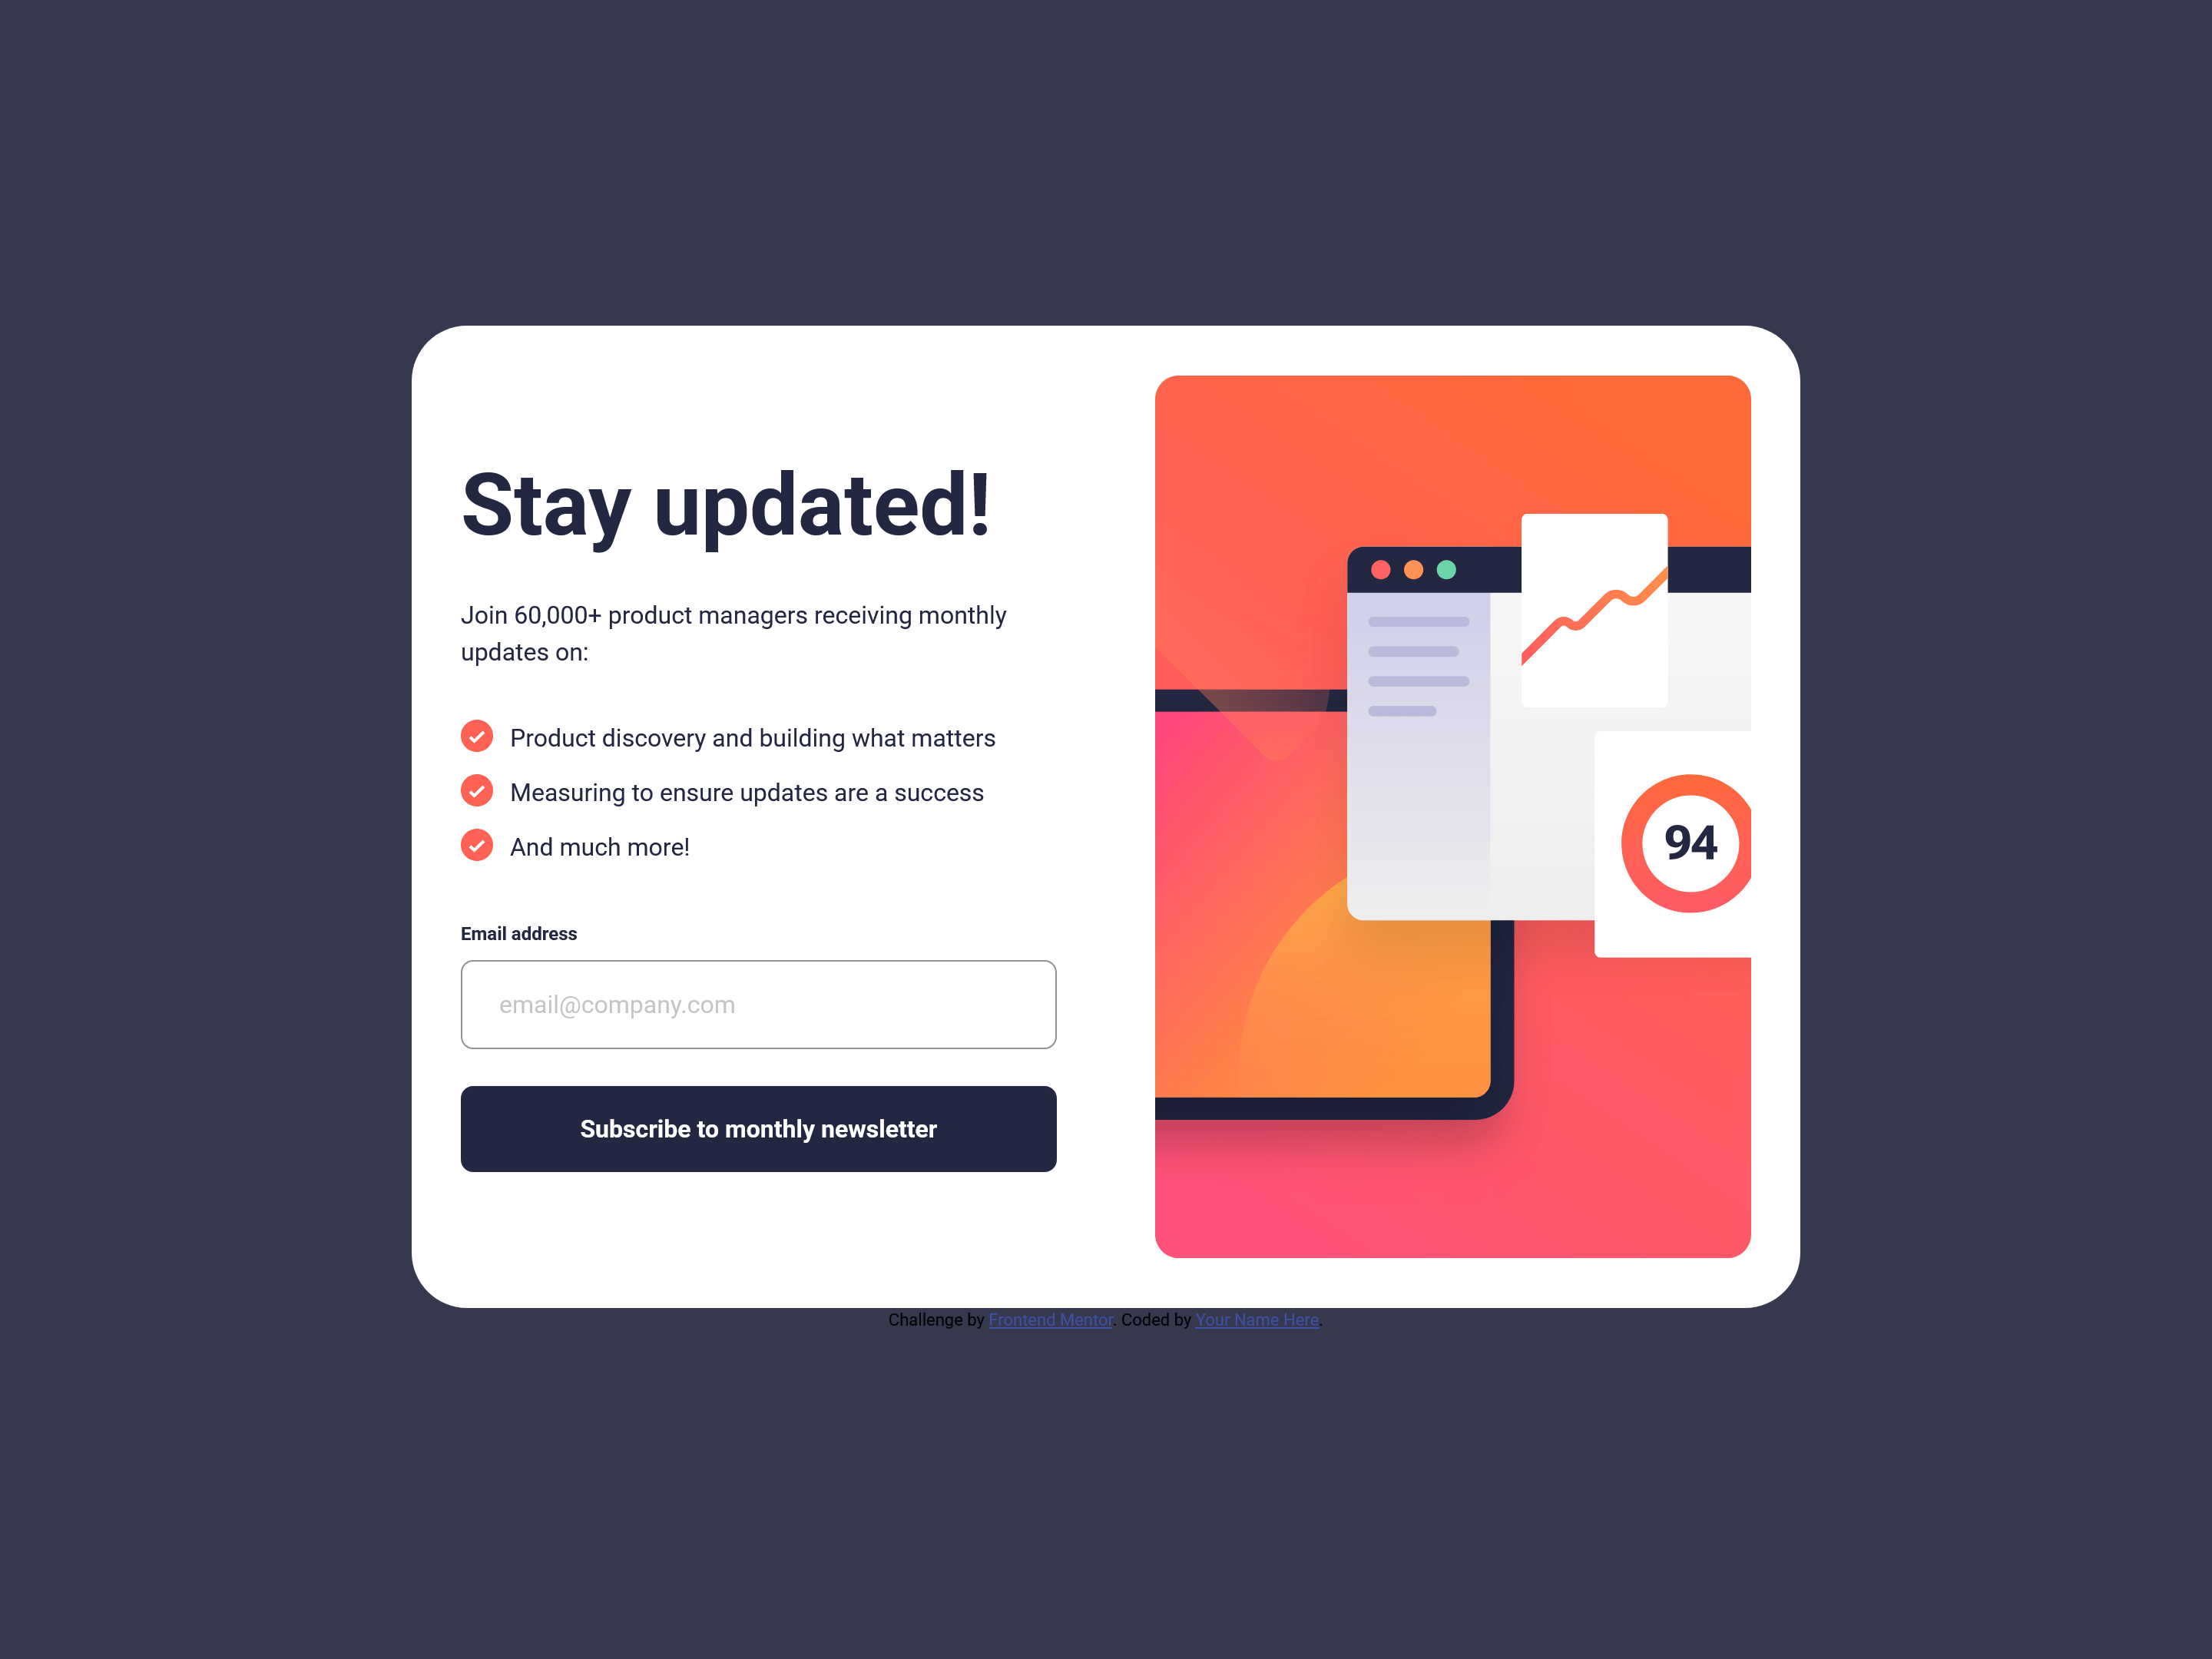 Stay updated!
Join 60,000+ product managers receiving monthly
updates on:
Product discovery and building what matters
Measuring to ensure updates are a success
And much more!
Email address
email@company.com
Subscribe to monthly newsletter
94
Challenge by Frontend Mentor. Coded by Your Name Here.